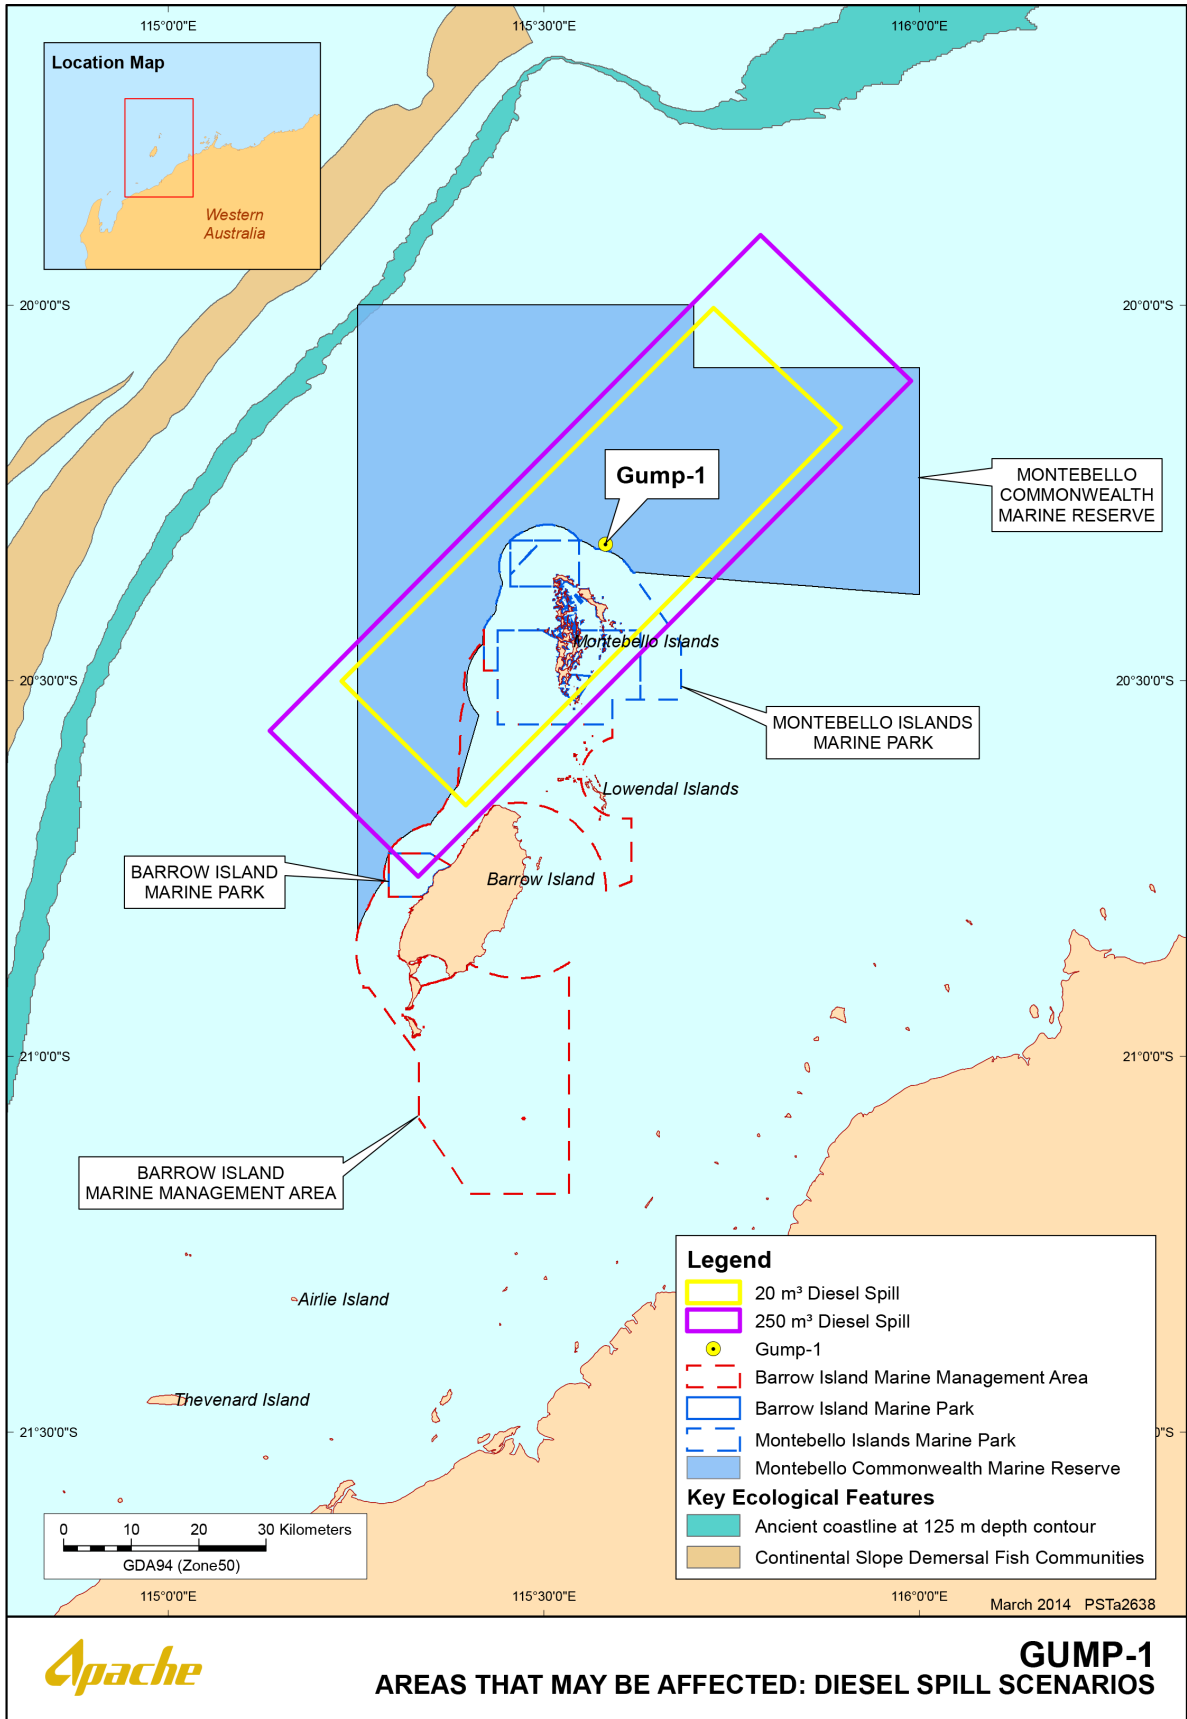 115°0'0"E
115°30'0"E
116°0'0"E
Location Map
Western
Australia
20°0'0"S
20°0'0"S
Gump-1
MONTEBELLO
COMMONWEALTH
MARINE RESERVE
Montebello Islands
20°30'0"S
20°30'0"S
MONTEBELLO ISLANDS
MARINE PARK
Lowendal Islands
BARROW ISLAND
MARINE PARK
Barrow Island
21°0'0"S
21°0'0"S
BARROW ISLAND
MARINE MANAGEMENT AREA
Airlie Island
Thevenard Island
21°30'0"S
0"S
Legend
20 m³ Diesel Spill
250 m³ Diesel Spill
Gump-1
Barrow Island Marine Management Area
Barrow Island Marine Park
Montebello Islands Marine Park
Montebello Commonwealth Marine Reserve
Key Ecological Features
Ancient coastline at 125 m depth contour
Continental Slope Demersal Fish Communities
0 10 20 30 Kilometers
GDA94 (Zone50)
115°0'0"E
115°30'0"E
116°0'0"E
March 2014 PSTa2638
Apache
GUMP-1
AREAS THAT MAY BE AFFECTED: DIESEL SPILL SCENARIOS